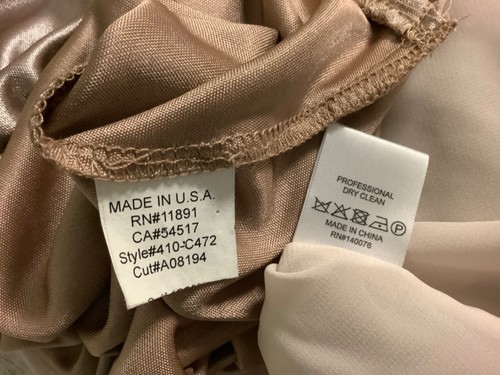 MADE IN U.S.A.
RN#11891
CA#54517
Style#410-C472
Cut#A08194
PROFESSIONAL
DRY CLEAN
P
MADE IN CHINA
RN#140076